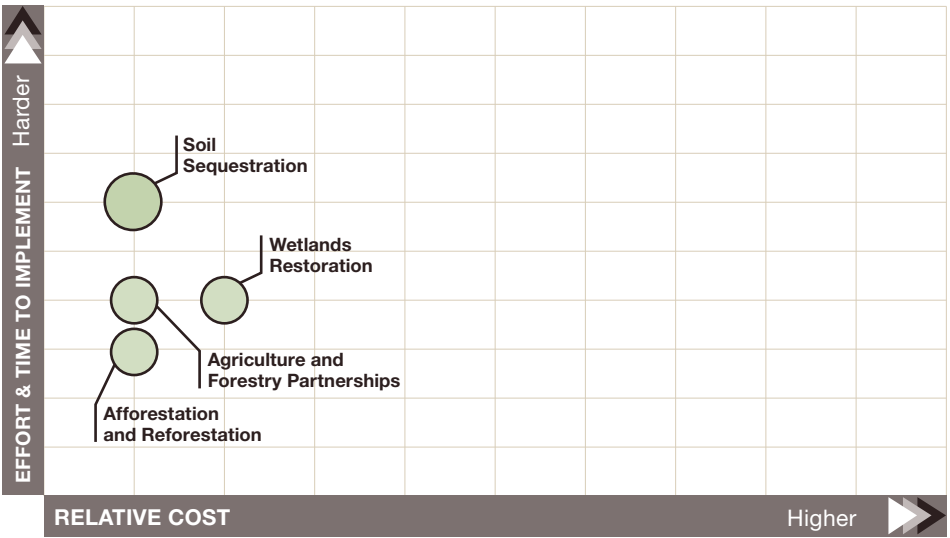 Harder
EFFORT & TIME TO IMPLEMENT
Soil
Sequestration
Wetlands
Restoration
Agriculture and
Forestry Partnerships
Afforestation
and Reforestation
RELATIVE COST
Higher